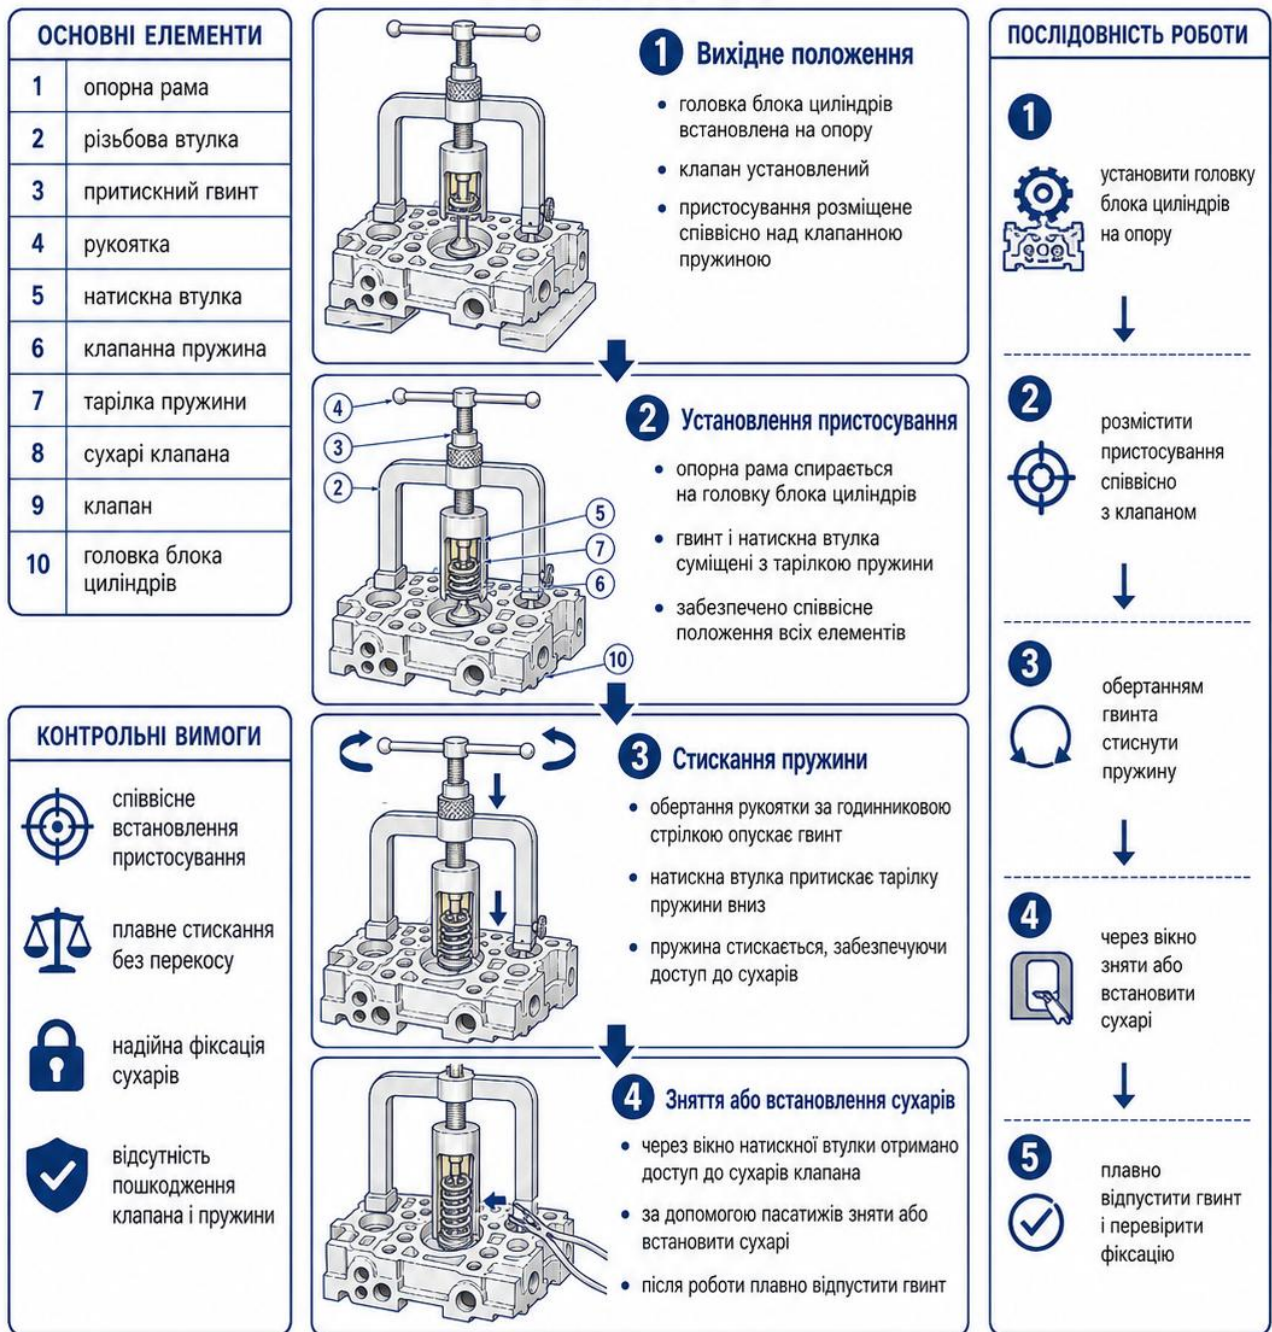 ОСНОВНІ ЕЛЕМЕНТИ
1 опорна рама
2 різьбова втулка
3 притискний гвинт
4 рукоятка
5 натискна втулка
6 клапанна пружина
7 тарілка пружини
8 сухарі клапана
9 клапан
10 головка блока
циліндрів
КОНТРОЛЬНІ ВИМОГИ
співвісне
встановлення
пристосування
плавне стискання
без перекосу
надійна фіксація
сухарів
відсутність
пошкодження
клапана і пружини
1 Вихідне положення
• головка блока циліндрів
встановлена на опору
• клапан установлений
• пристосування розміщене
співвісно над клапанною
пружиною
4
3
2
5
7
6
10
2 Установлення пристосування
• опорна рама спирається
на головку блока циліндрів
• гвинт і натискна втулка
суміщені з тарілкою пружини
• забезпечено співвісне
положення всіх елементів
3 Стискання пружини
• обертання рукоятки за годинниковою
стрілкою опускає гвинт
• натискна втулка притискає тарілку
пружини вниз
• пружина стискається, забезпечуючи
доступ до сухарів
4 Зняття або встановлення сухарів
• через вікно натискної втулки отримано
доступ до сухарів клапана
• за допомогою пасатижів зняти або
встановити сухарі
• після роботи плавно відпустити гвинт
ПОСЛІДОВНІСТЬ РОБОТИ
1
установити головку
блока циліндрів
на опору
2
розмістити
пристосування
співвісно
з клапаном
3
обертанням
гвинта
стиснути
пружину
4
через вікно
зняти або
встановити
сухарі
5
плавно
відпустити гвинт
і перевірити
фіксацію